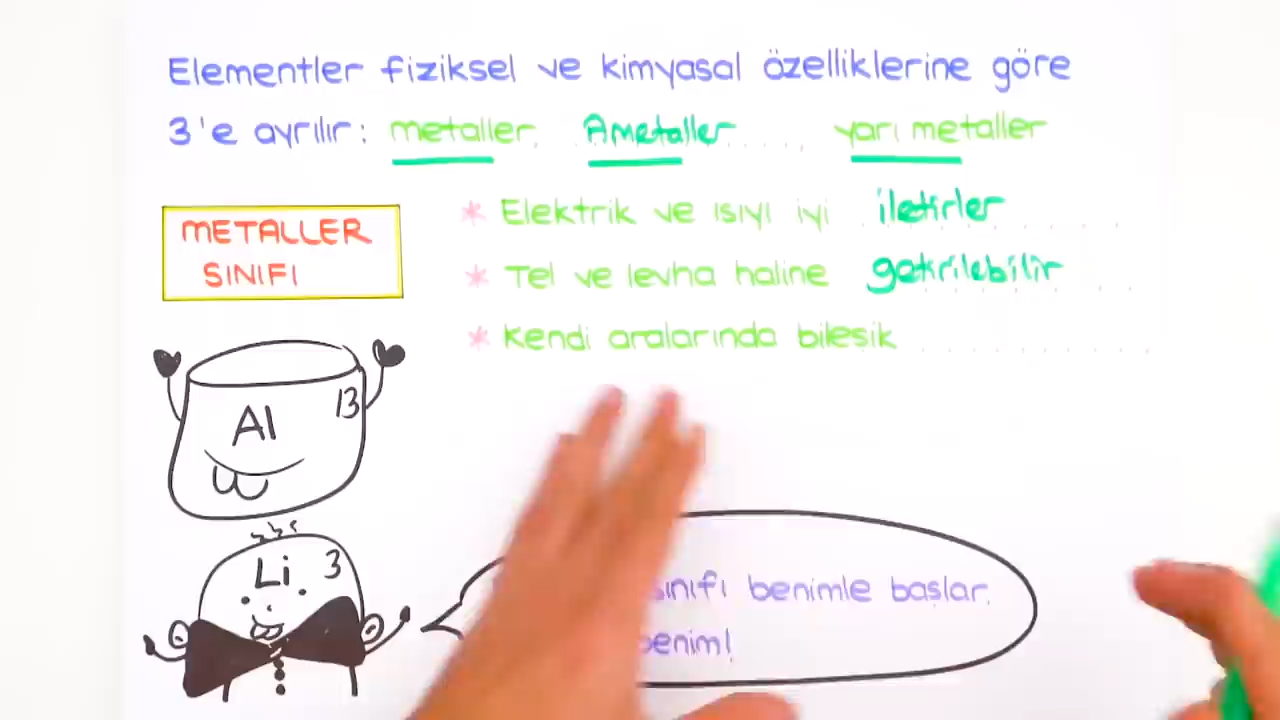 Elementler fiziksel ve kimyasal özelliklerine göre
3'e ayrılır: metaller, Ametaller, yarı metaller
METALLER
SINIFI
* Elektrik ve ısıyı iyi iletirler
* Tel ve levha haline getirilebilir
* Kendi aralarında bileşik
Al 13
Li 3
sınıfı benimle başlar.
benim!